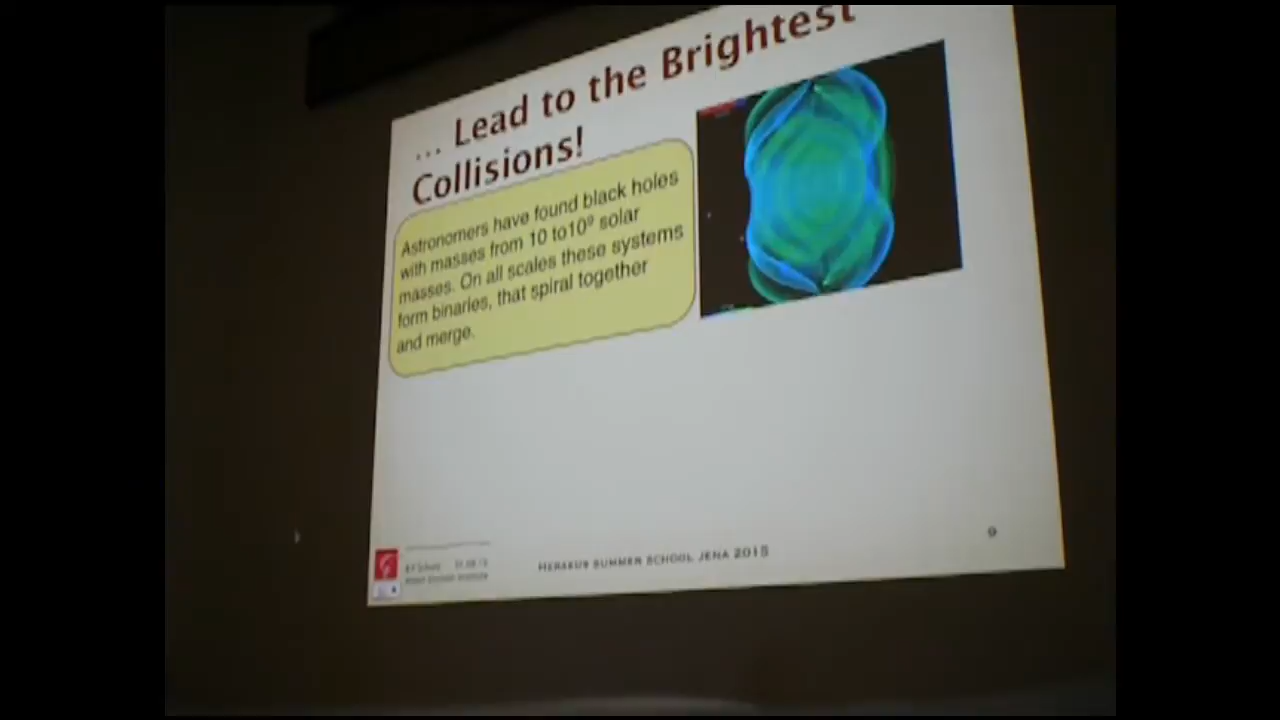 ... Lead to the Brightest
Collisions!
Astronomers have found black holes
with masses from 10 to10⁹ solar
masses. On all scales these systems
form binaries, that spiral together
and merge.
HERAEUS SUMMER SCHOOL JENA 2015
9